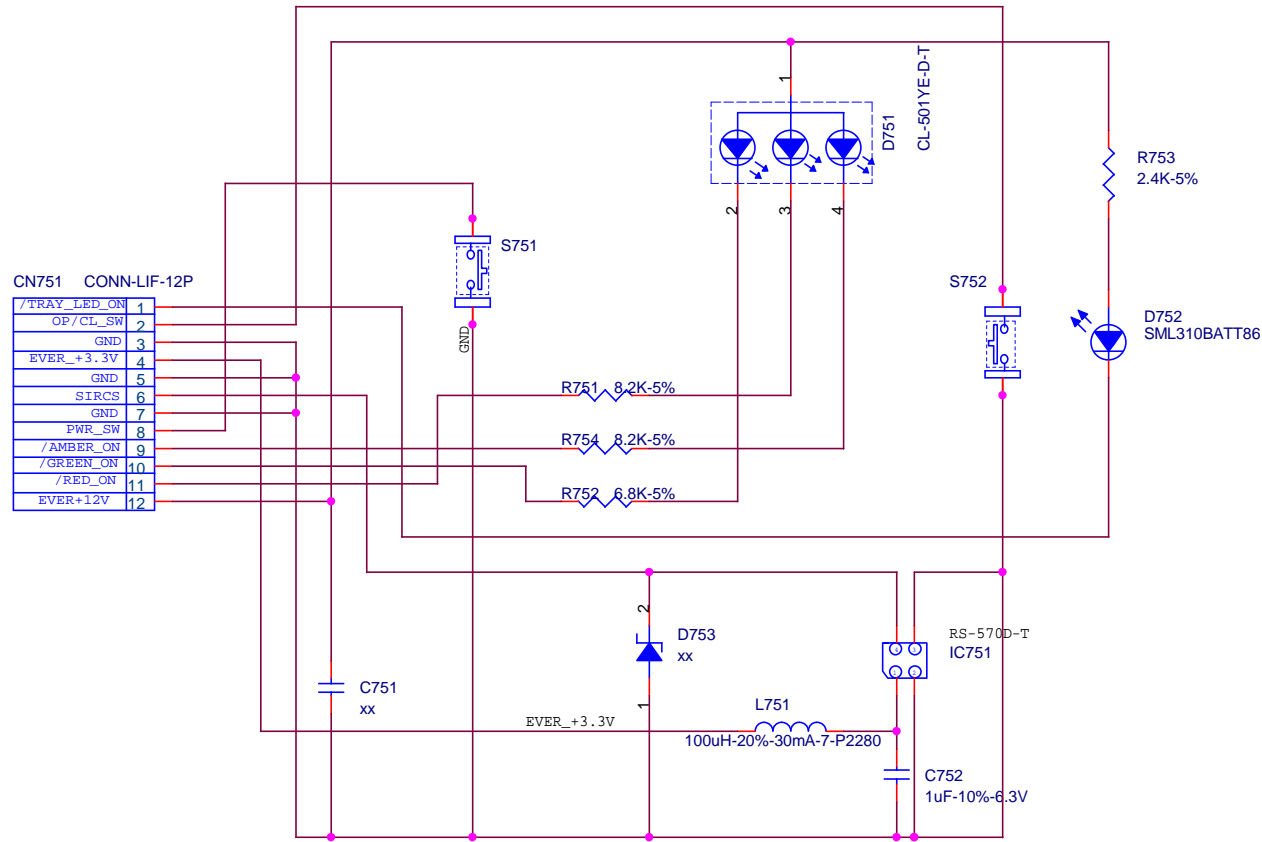 CL-501YE-D-T
D751
1
2
3
4
R753
2.4K-5%
S751
CN751 CONN-LIF-12P
S752
D752
SML310BATT86
/TRAY_LED_ON 1
OP/CL_SW 2
GND 3
EVER_+3.3V 4
GND 5
SIRCS 6
GND 7
PWR_SW 8
/AMBER_ON 9
/GREEN_ON 10
/RED_ON 11
EVER+12V 12
GND
R751 8.2K-5%
R754 8.2K-5%
R752 6.8K-5%
2
D753
xx
1
RS-570D-T
IC751
C751
xx
L751
EVER_+3.3V
100uH-20%-30mA-7-P2280
C752
1uF-10%-6.3V